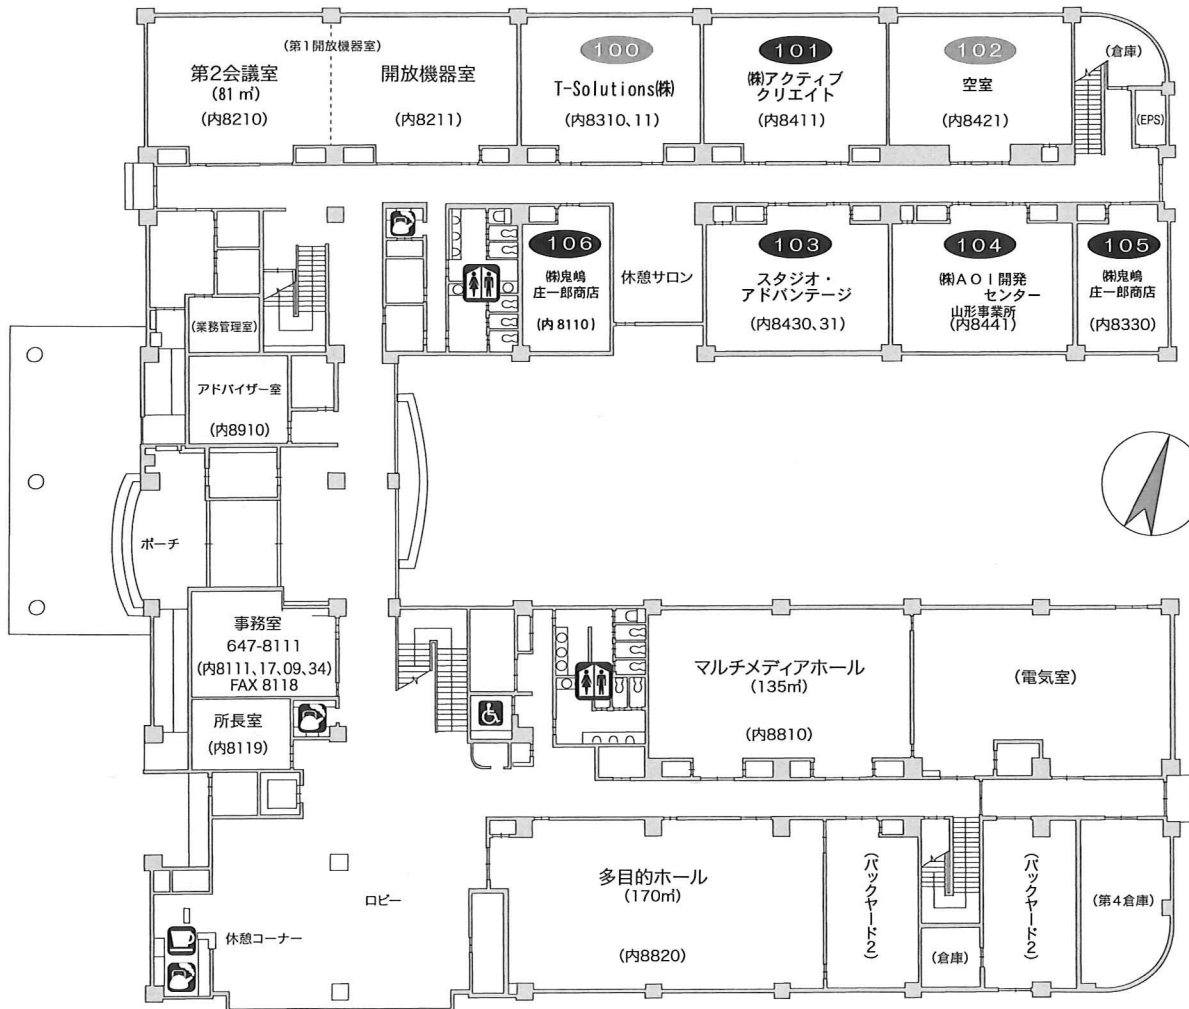 (第1開放機器室)
第2会議室
(81㎡)
(内8210)
開放機器室
(内8211)
100
T-Solutions㈱
(内8310、11)
101
㈱アクティブ
クリエイト
(内8411)
102
空室
(内8421)
(倉庫)
(EPS)
106
㈱鬼嶋
庄一郎商店
(内8110)
休憩サロン
103
スタジオ・
アドバンテージ
(内8430、31)
104
㈱AOI開発
センター
山形事業所
(内8441)
105
㈱鬼嶋
庄一郎商店
(内8330)
(業務管理室)
アドバイザー室
(内8910)
ポーチ
事務室
647-8111
(内8111、17、09、34)
FAX 8118
所長室
(内8119)
マルチメディアホール
(135㎡)
(内8810)
(電気室)
多目的ホール
(170㎡)
(内8820)
(バックヤード2)
(倉庫)
(バックヤード2)
(第4倉庫)
ロビー
休憩コーナー